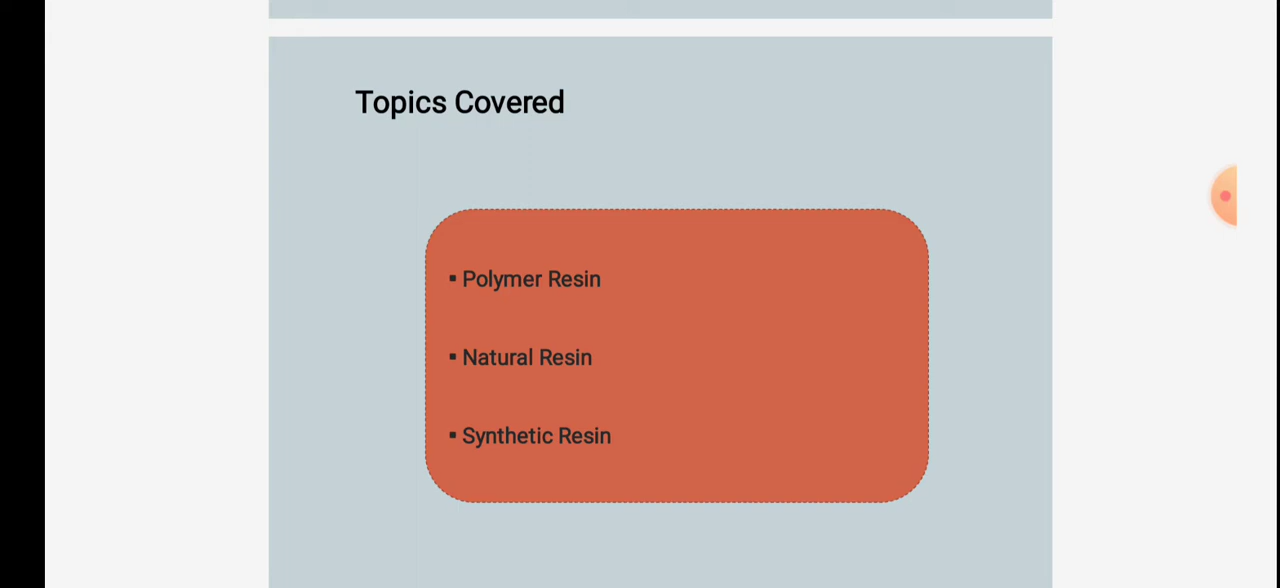 Topics Covered
▪ Polymer Resin
▪ Natural Resin
▪ Synthetic Resin